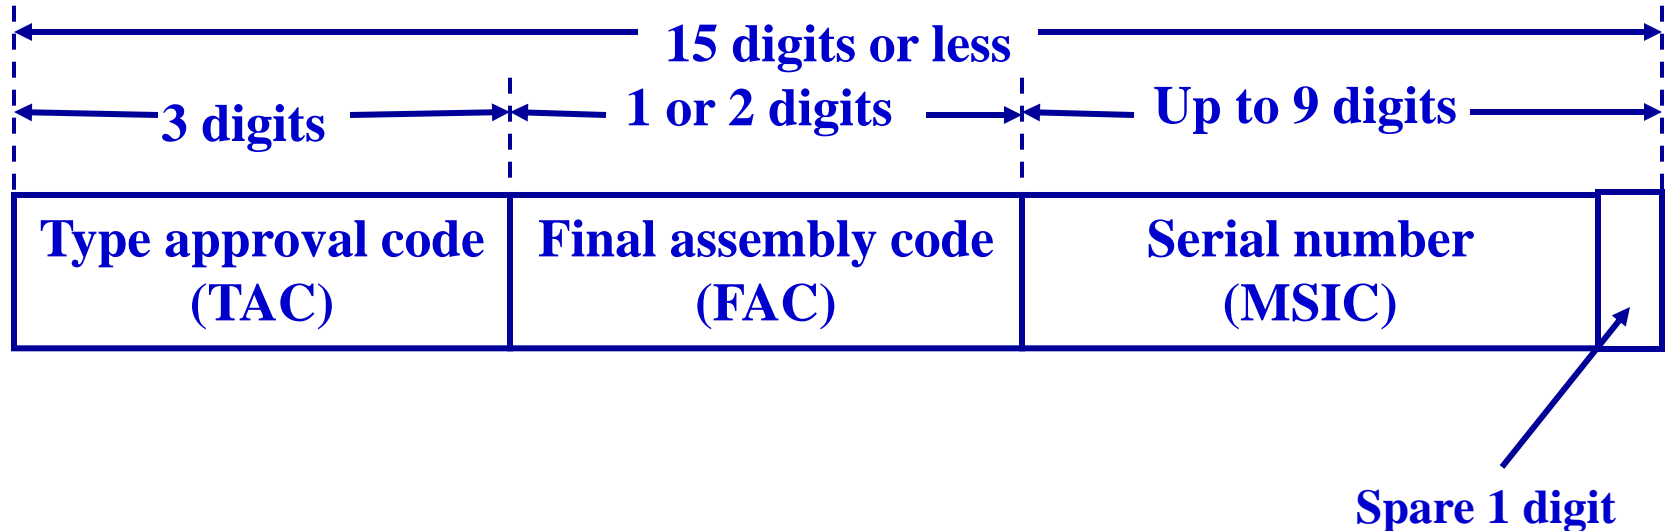 15 digits or less
3 digits
1 or 2 digits
Up to 9 digits
Type approval code
(TAC)
Final assembly code
(FAC)
Serial number
(MSIC)
Spare 1 digit